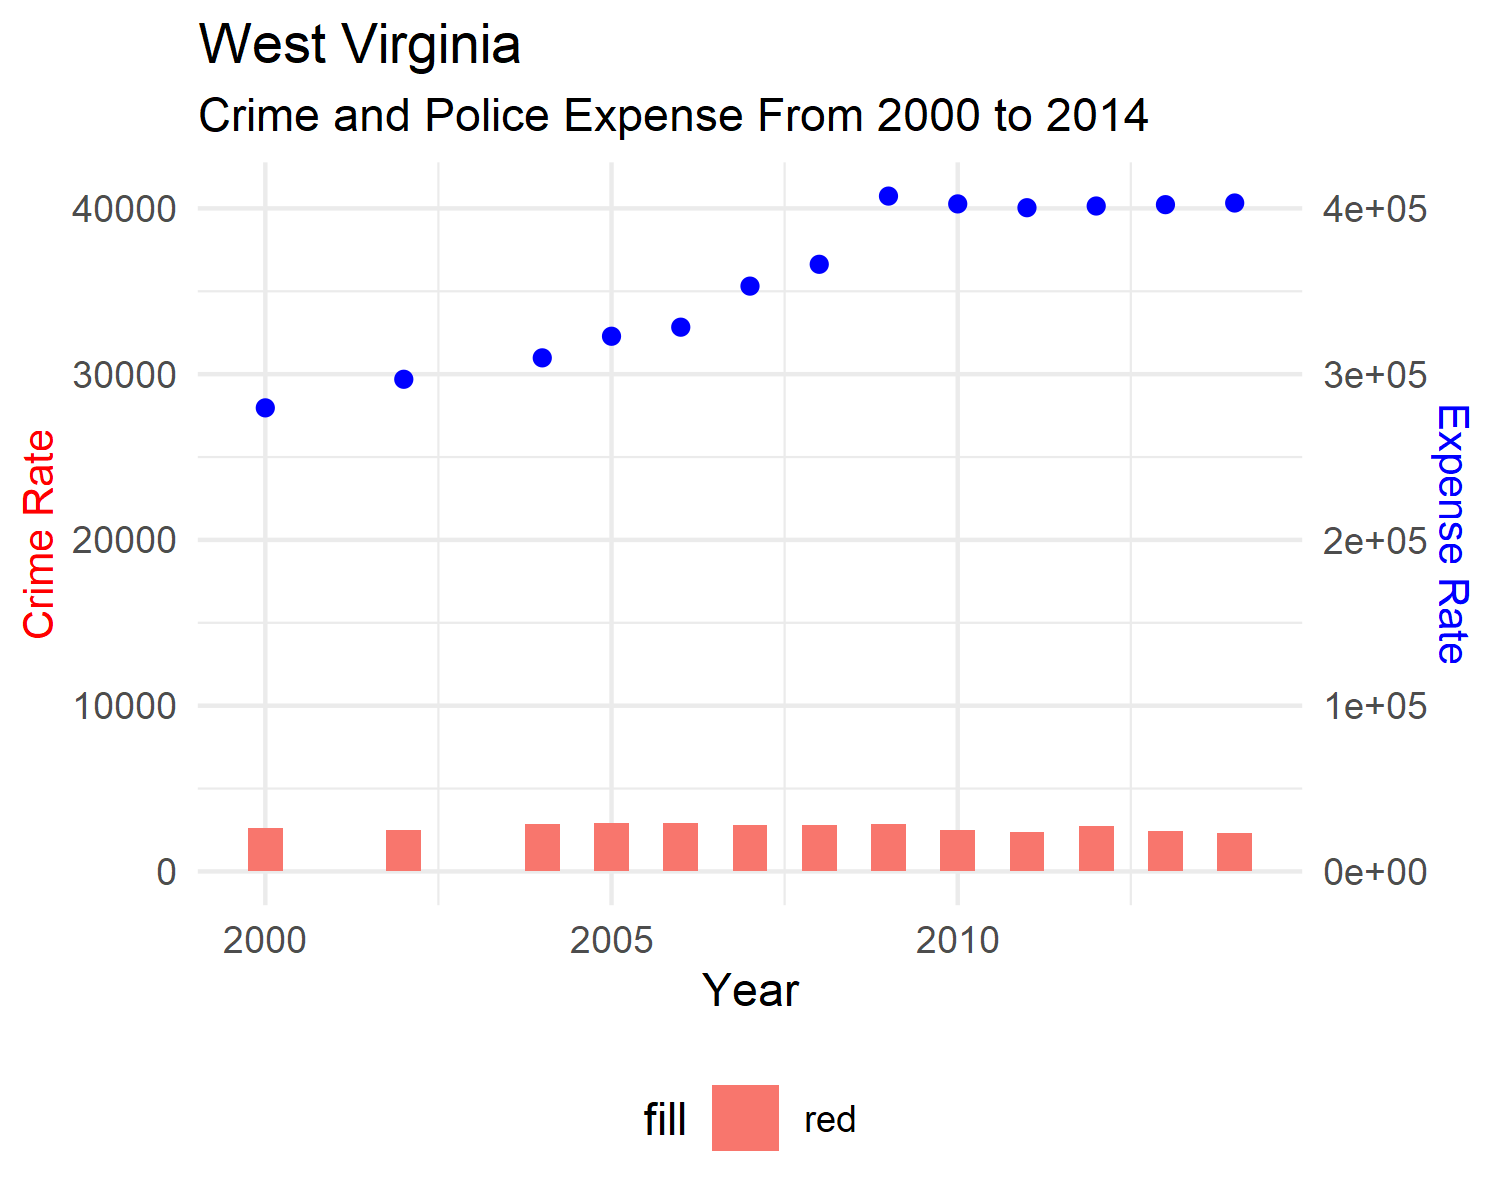 West Virginia
Crime and Police Expense From 2000 to 2014
40000
30000
20000
10000
0
Crime Rate
4e+05
3e+05
2e+05
1e+05
0e+00
Expense Rate
2000 2005 2010
Year
fill red